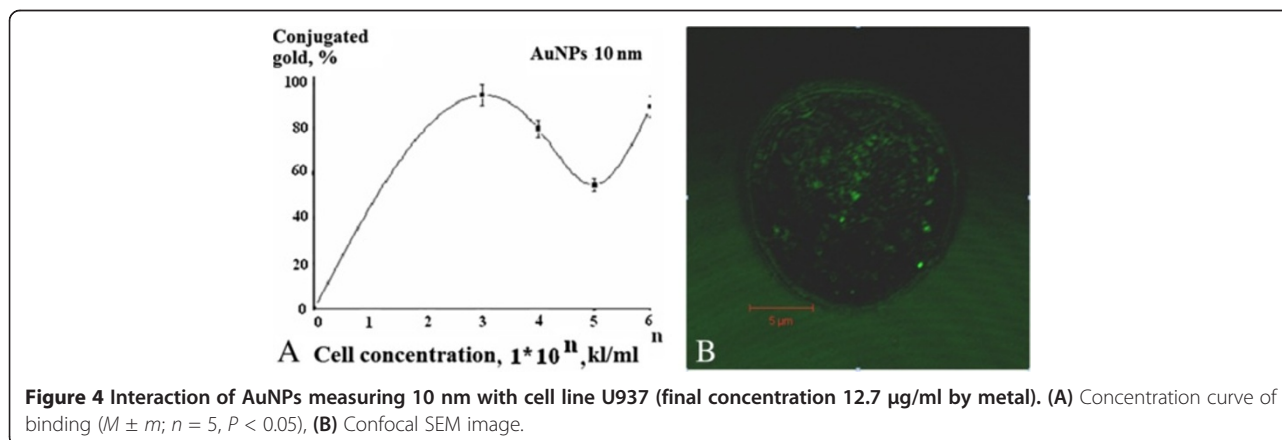 Conjugated
gold, %
AuNPs 10 nm
100
80
60
40
20
0
0 1 2 3 4 5 6
n
A Cell concentration, 1*10 n, kl/ml
B
5 µm
Figure 4 Interaction of AuNPs measuring 10 nm with cell line U937 (final concentration 12.7 µg/ml by metal). (A) Concentration curve of
binding (M ± m; n = 5, P < 0.05), (B) Confocal SEM image.